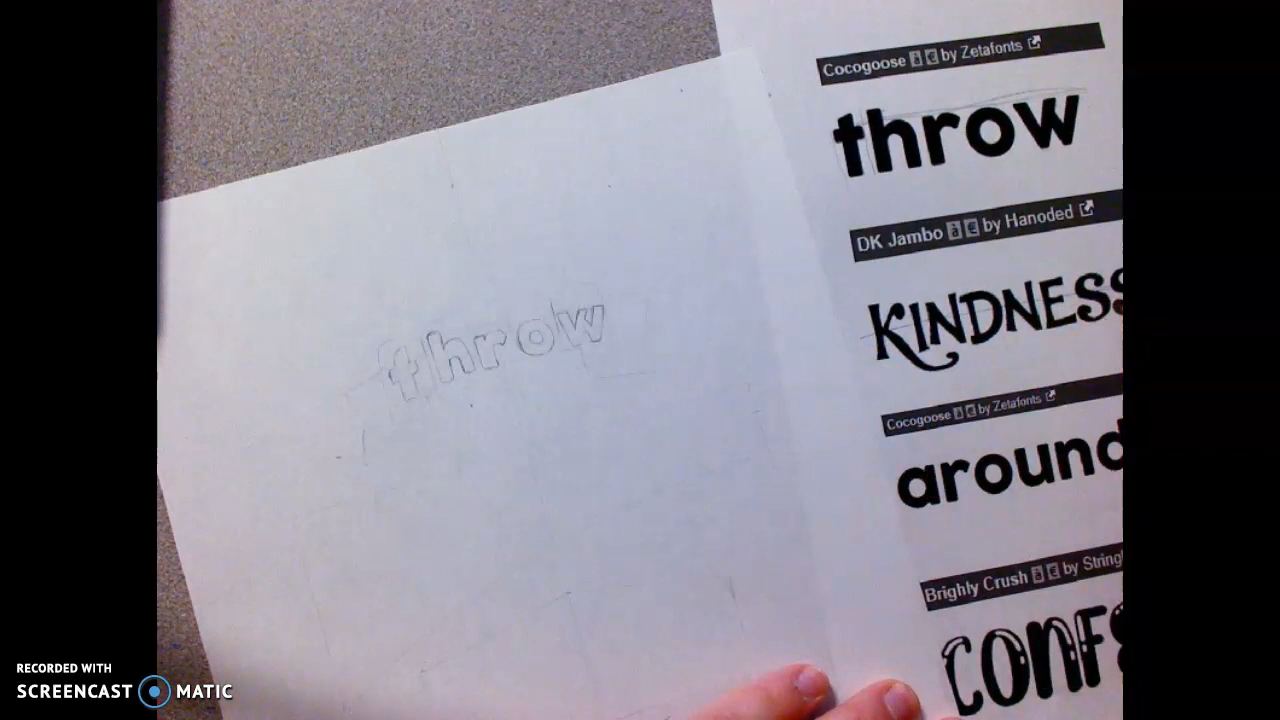 throw
Cocogoose â € by Zetafonts
throw
DK Jambo â € by Hanoded
KINDNESS
Cocogoose â € by Zetafonts
around
Brighly Crush â € by String
CONF
RECORDED WITH
SCREENCAST MATIC